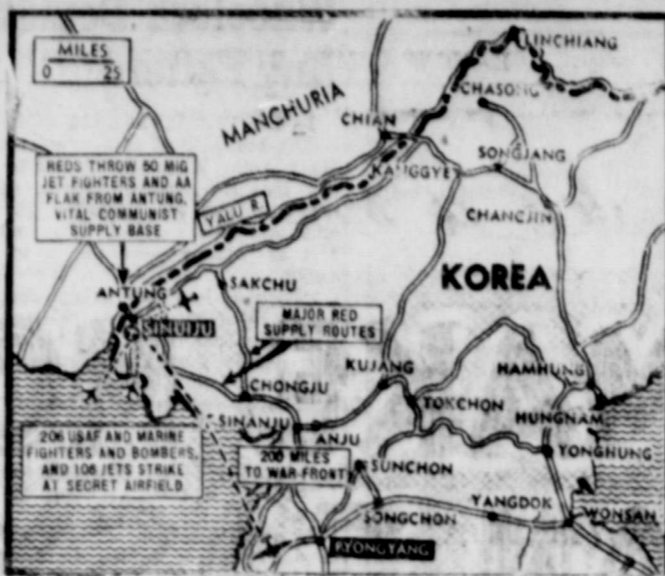 MILES
0 25
LINCHIANG
CHASONG
MANCHURIA
CHIAN
REDS THROW 50 MIG
JET FIGHTERS AND AA
FLAK FROM ANTUNG,
VITAL COMMUNIST
SUPPLY BASE
SONGJANG
KANGGYE
YALU R.
CHANGJIN
KOREA
ANTUNG
SAKCHU
SINUIJU
MAJOR RED
SUPPLY ROUTES
KUJANG
HAMHUNG
CHONGJU
TOKCHON
HUNGNAM
SINANJU
ANJU
206 USAF AND MARINE
FIGHTERS AND BOMBERS,
AND 106 JETS STRIKE
AT SECRET AIRFIELD.
200 MILES
TO WAR-FRONT
SUNCHON
YONGHUNG
SONGCHON
YANGDOK
WONSAN
PYONGYANG